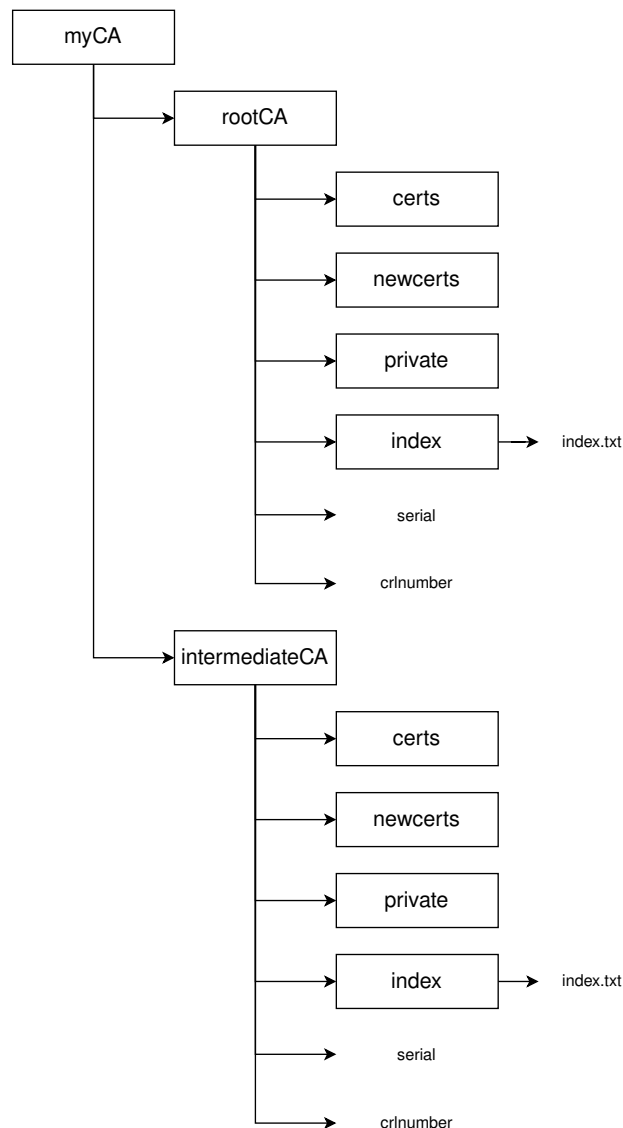 myCA
rootCA
certs
newcerts
private
index
index.txt
serial
crlnumber
intermediateCA
certs
newcerts
private
index
index.txt
serial
crlnumber